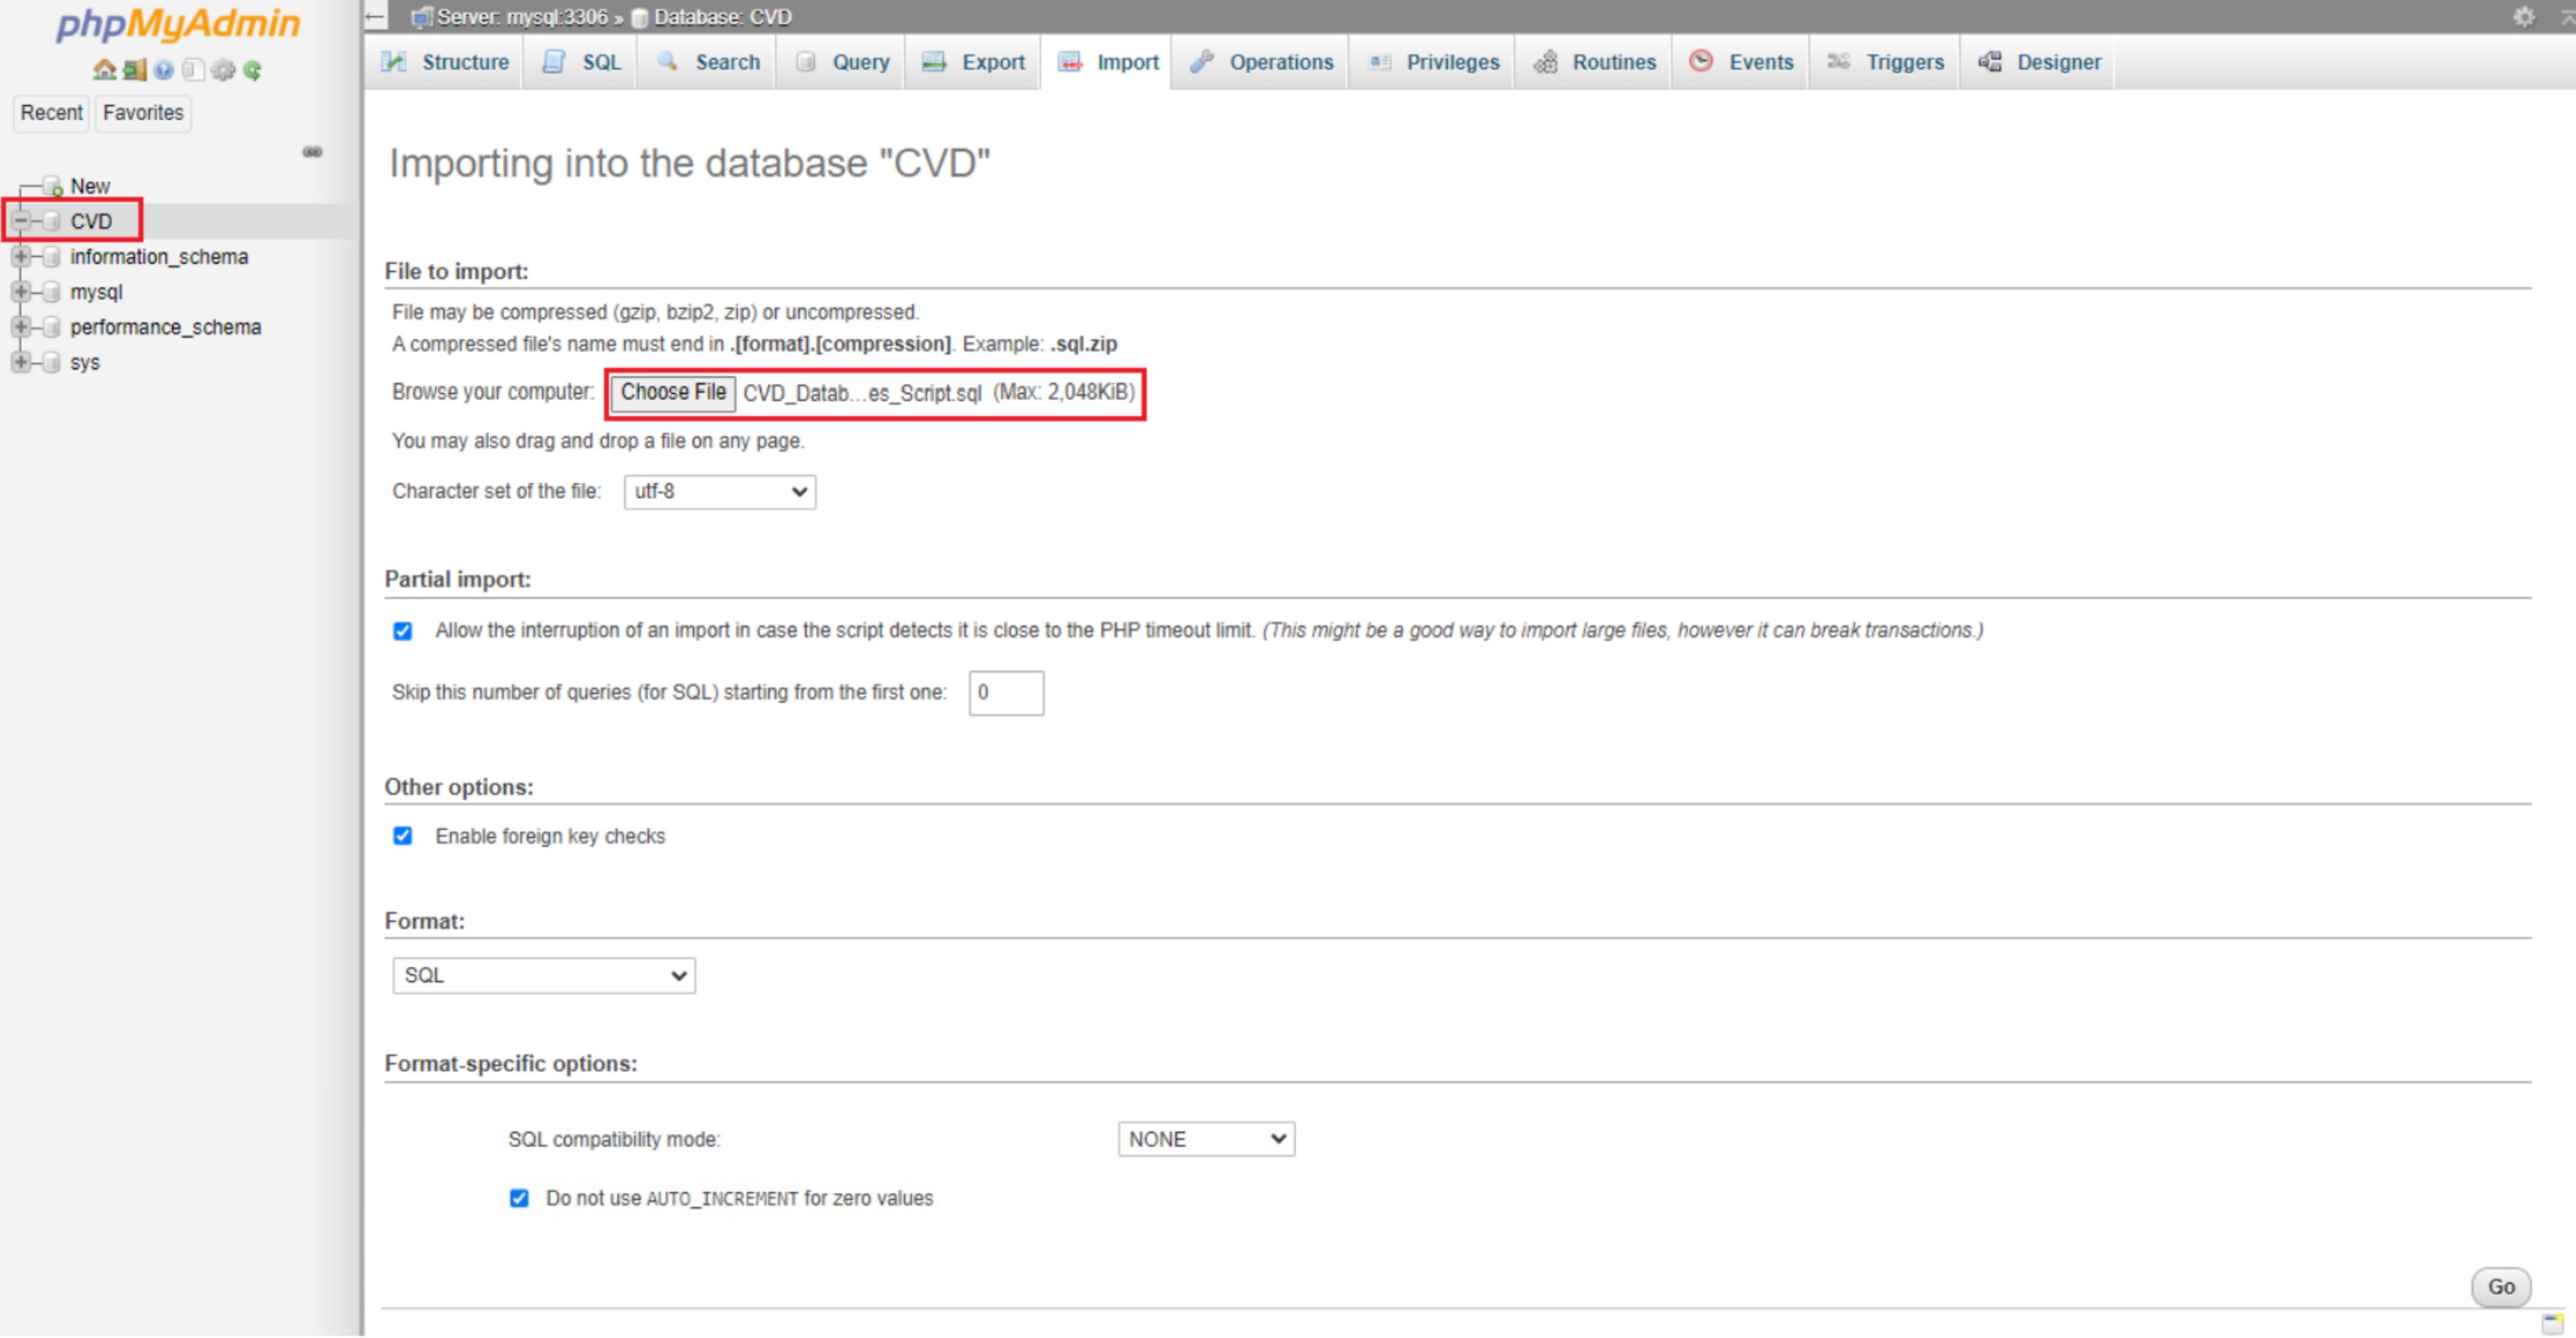 phpMyAdmin
Recent Favorites
New
CVD
information_schema
mysql
performance_schema
sys
Server: mysql:3306 » Database: CVD
Structure SQL Search Query Export Import Operations Privileges Routines Events Triggers Designer
Importing into the database "CVD"
File to import:
File may be compressed (gzip, bzip2, zip) or uncompressed.
A compressed file's name must end in .[format].[compression]. Example: .sql.zip
Browse your computer: Choose File CVD_Datab...es_Script.sql (Max: 2,048KiB)
You may also drag and drop a file on any page.
Character set of the file: utf-8
Partial import:
Allow the interruption of an import in case the script detects it is close to the PHP timeout limit. (This might be a good way to import large files, however it can break transactions.)
Skip this number of queries (for SQL) starting from the first one: 0
Other options:
Enable foreign key checks
Format:
SQL
Format-specific options:
SQL compatibility mode: NONE
Do not use AUTO_INCREMENT for zero values
Go